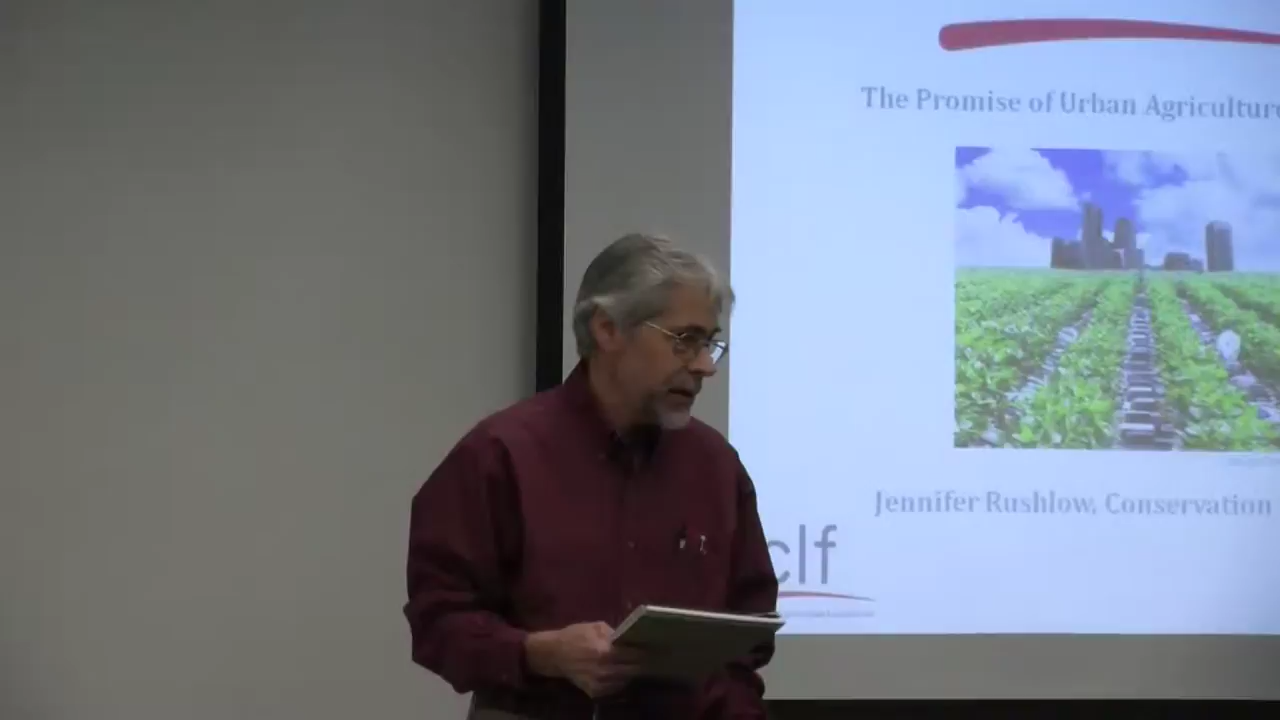 The Promise of Urban Agriculture
Jennifer Rushlow, Conservation
clf